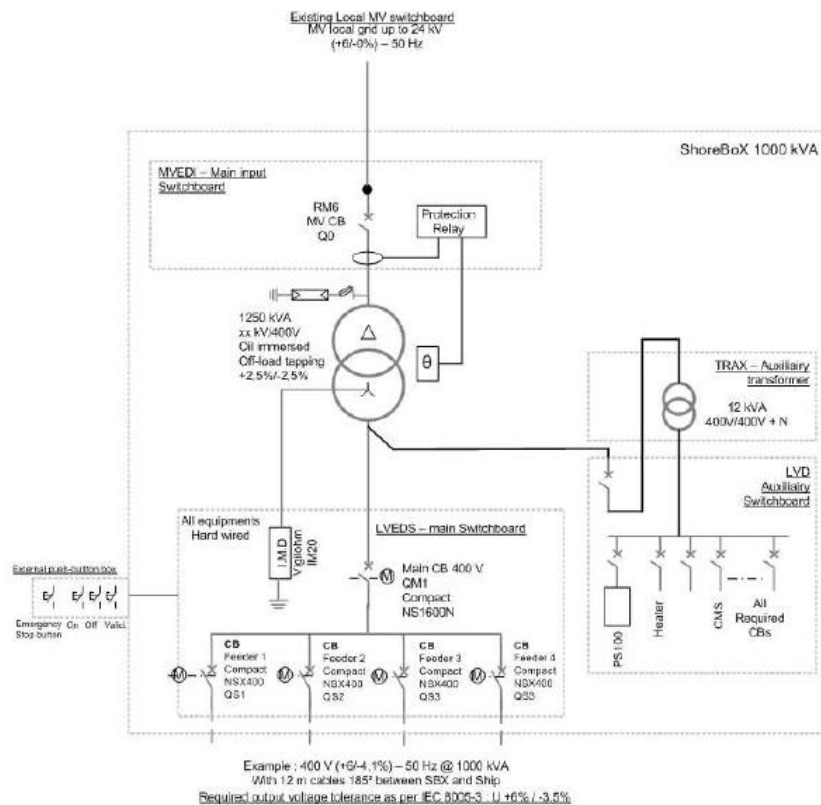 Existing Local MV switchboard
MV local grid up to 24 kV
(+6/-0%) – 50 Hz
ShoreBoX 1000 kVA
MVEDI – Main input
Switchboard
RM6
MV CB
Q0
Protection
Relay
1250 kVA
xx kV/400V
Oil immersed
Off-load tapping
+2,5%/-2,5%
θ
TRAX – Auxiliairy
transformer
12 kVA
400V/400V + N
LVD
Auxiliairy
Switchboard
All equipments
Hard wired
LVEDS – main Switchboard
I.M.D
Vigilohm
IM20
Main CB 400 V
QM1
Compact
NS1600N
M
External push-button box
Emergency
Stop button
On
Off
Valid.
PS100
Heater
CMS
All
Required
CBs
M
CB
Feeder 1
Compact
NSX400
QS1
M
CB
Feeder 2
Compact
NSX400
QS2
M
CB
Feeder 3
Compact
NSX400
QS3
M
CB
Feeder 4
Compact
NSX400
QS3
Example : 400 V (+6/-4,1%) – 50 Hz @ 1000 kVA
With 12 m cables 185² between SBX and Ship
Required output voltage tolerance as per IEC 8005-3 : U +6% / -3.5%